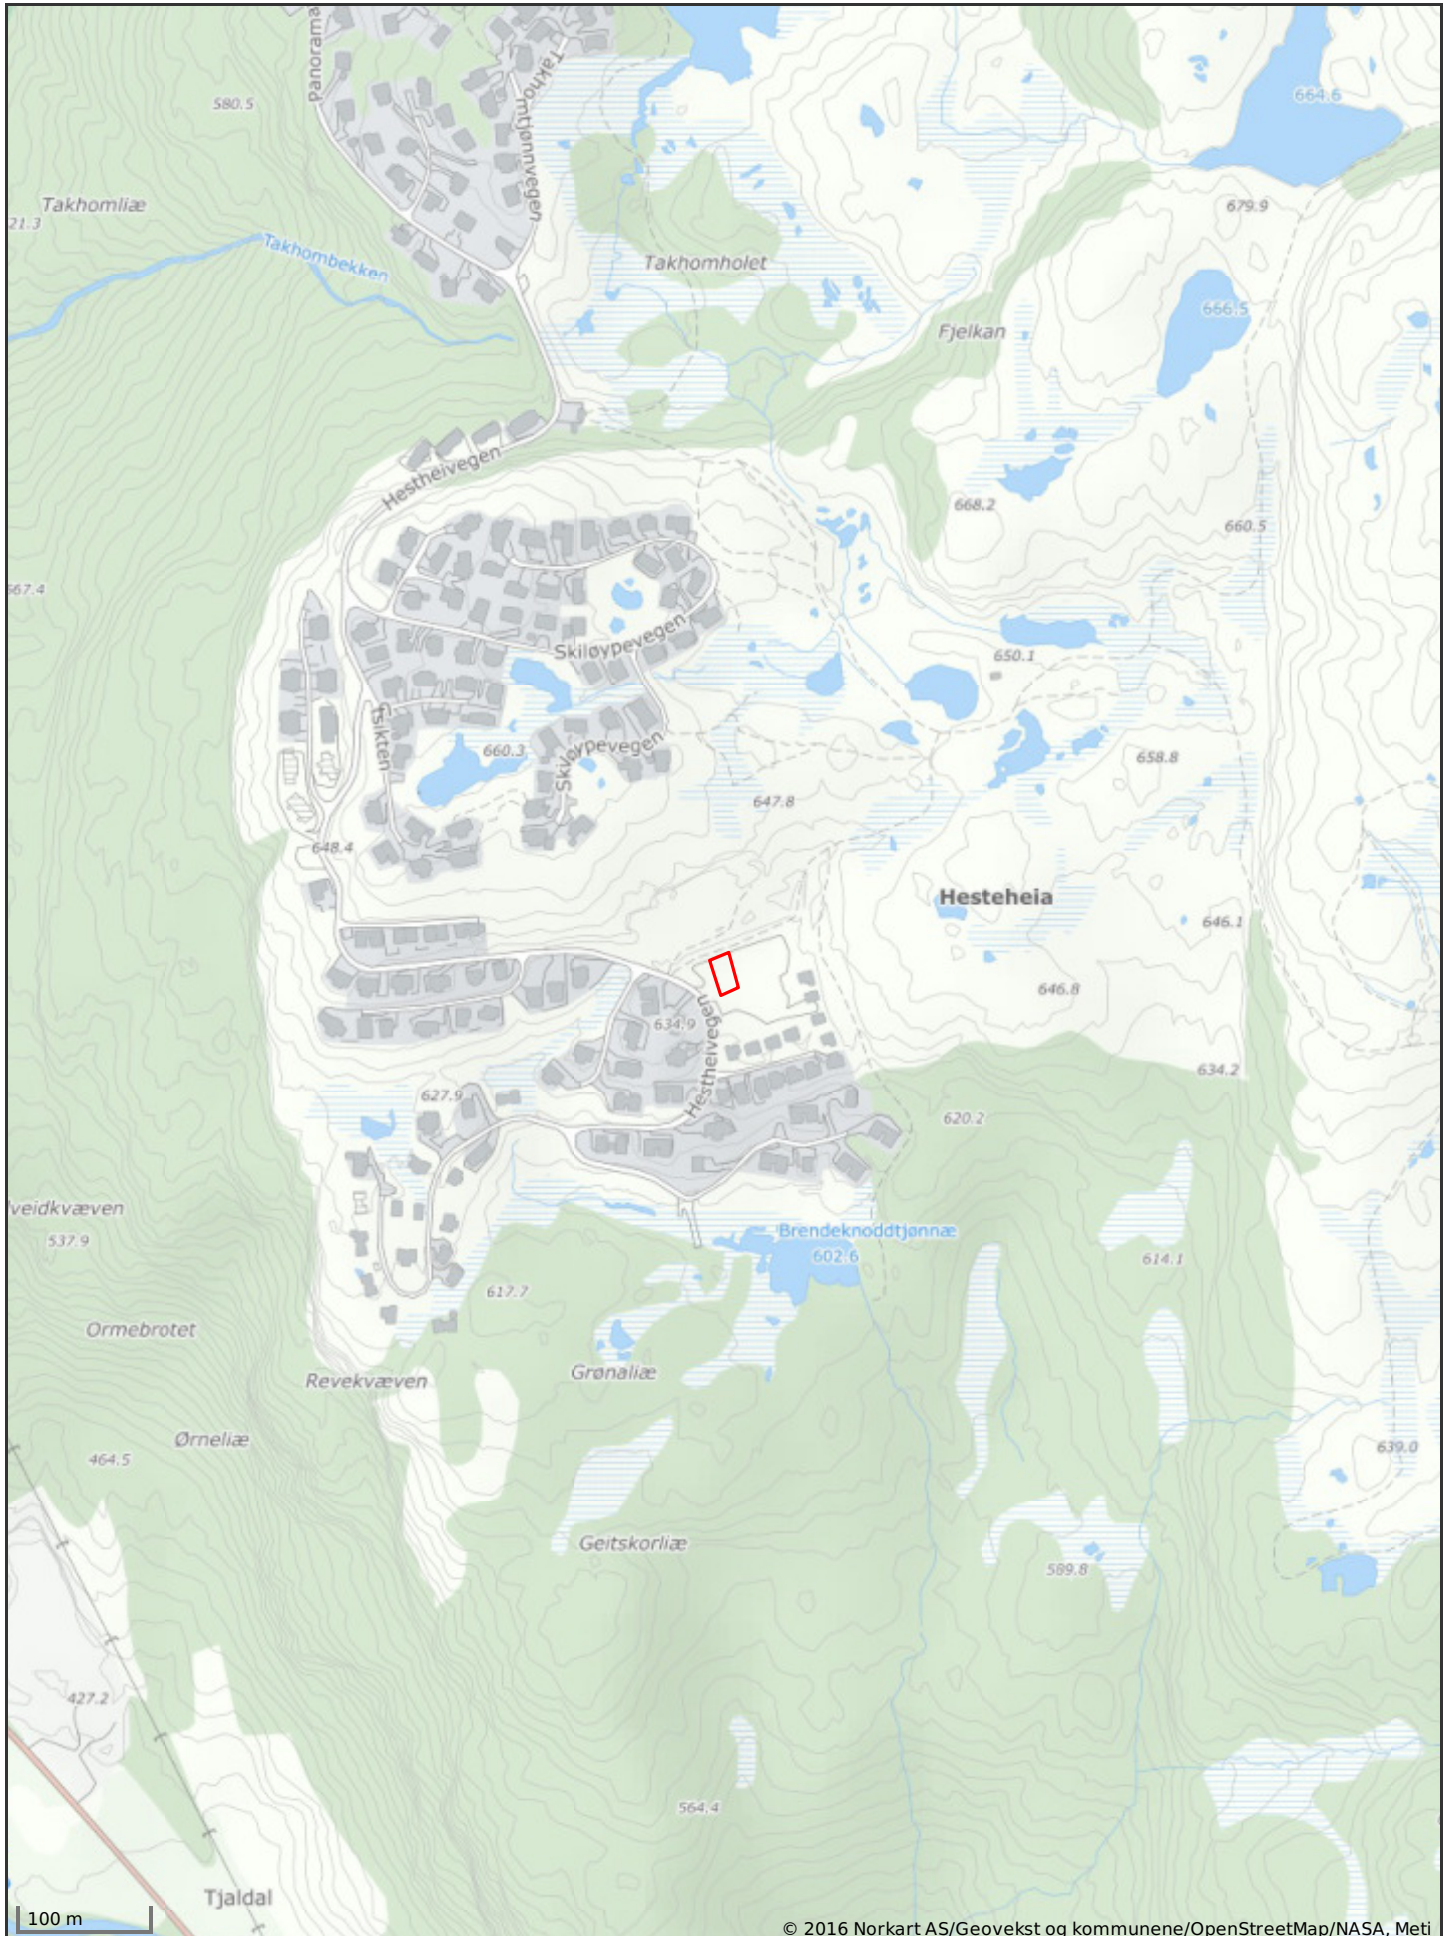 Panorama
Takhomtjønnvegen
580.5
664.6
Takhomliæ
21.3
679.9
Takhombekken
Takhomholet
666.5
Fjelkan
Hestheivegen
668.2
660.5
567.4
Skiløypevegen
650.1
Tsikten
660.3
Skiløypevegen
658.8
647.8
648.4
Hesteheia
646.1
646.8
634.9
Hestheivegen
634.2
627.9
620.2
veidkvæven
537.9
Brendeknoddtjønnæ
602.6
614.1
617.7
Ormebrotet
Grønaliæ
Revekvæven
Ørneliæ
464.5
639.0
Geitskorliæ
589.8
427.2
564.4
Tjaldal
100 m
© 2016 Norkart AS/Geovekst og kommunene/OpenStreetMap/NASA, Meti